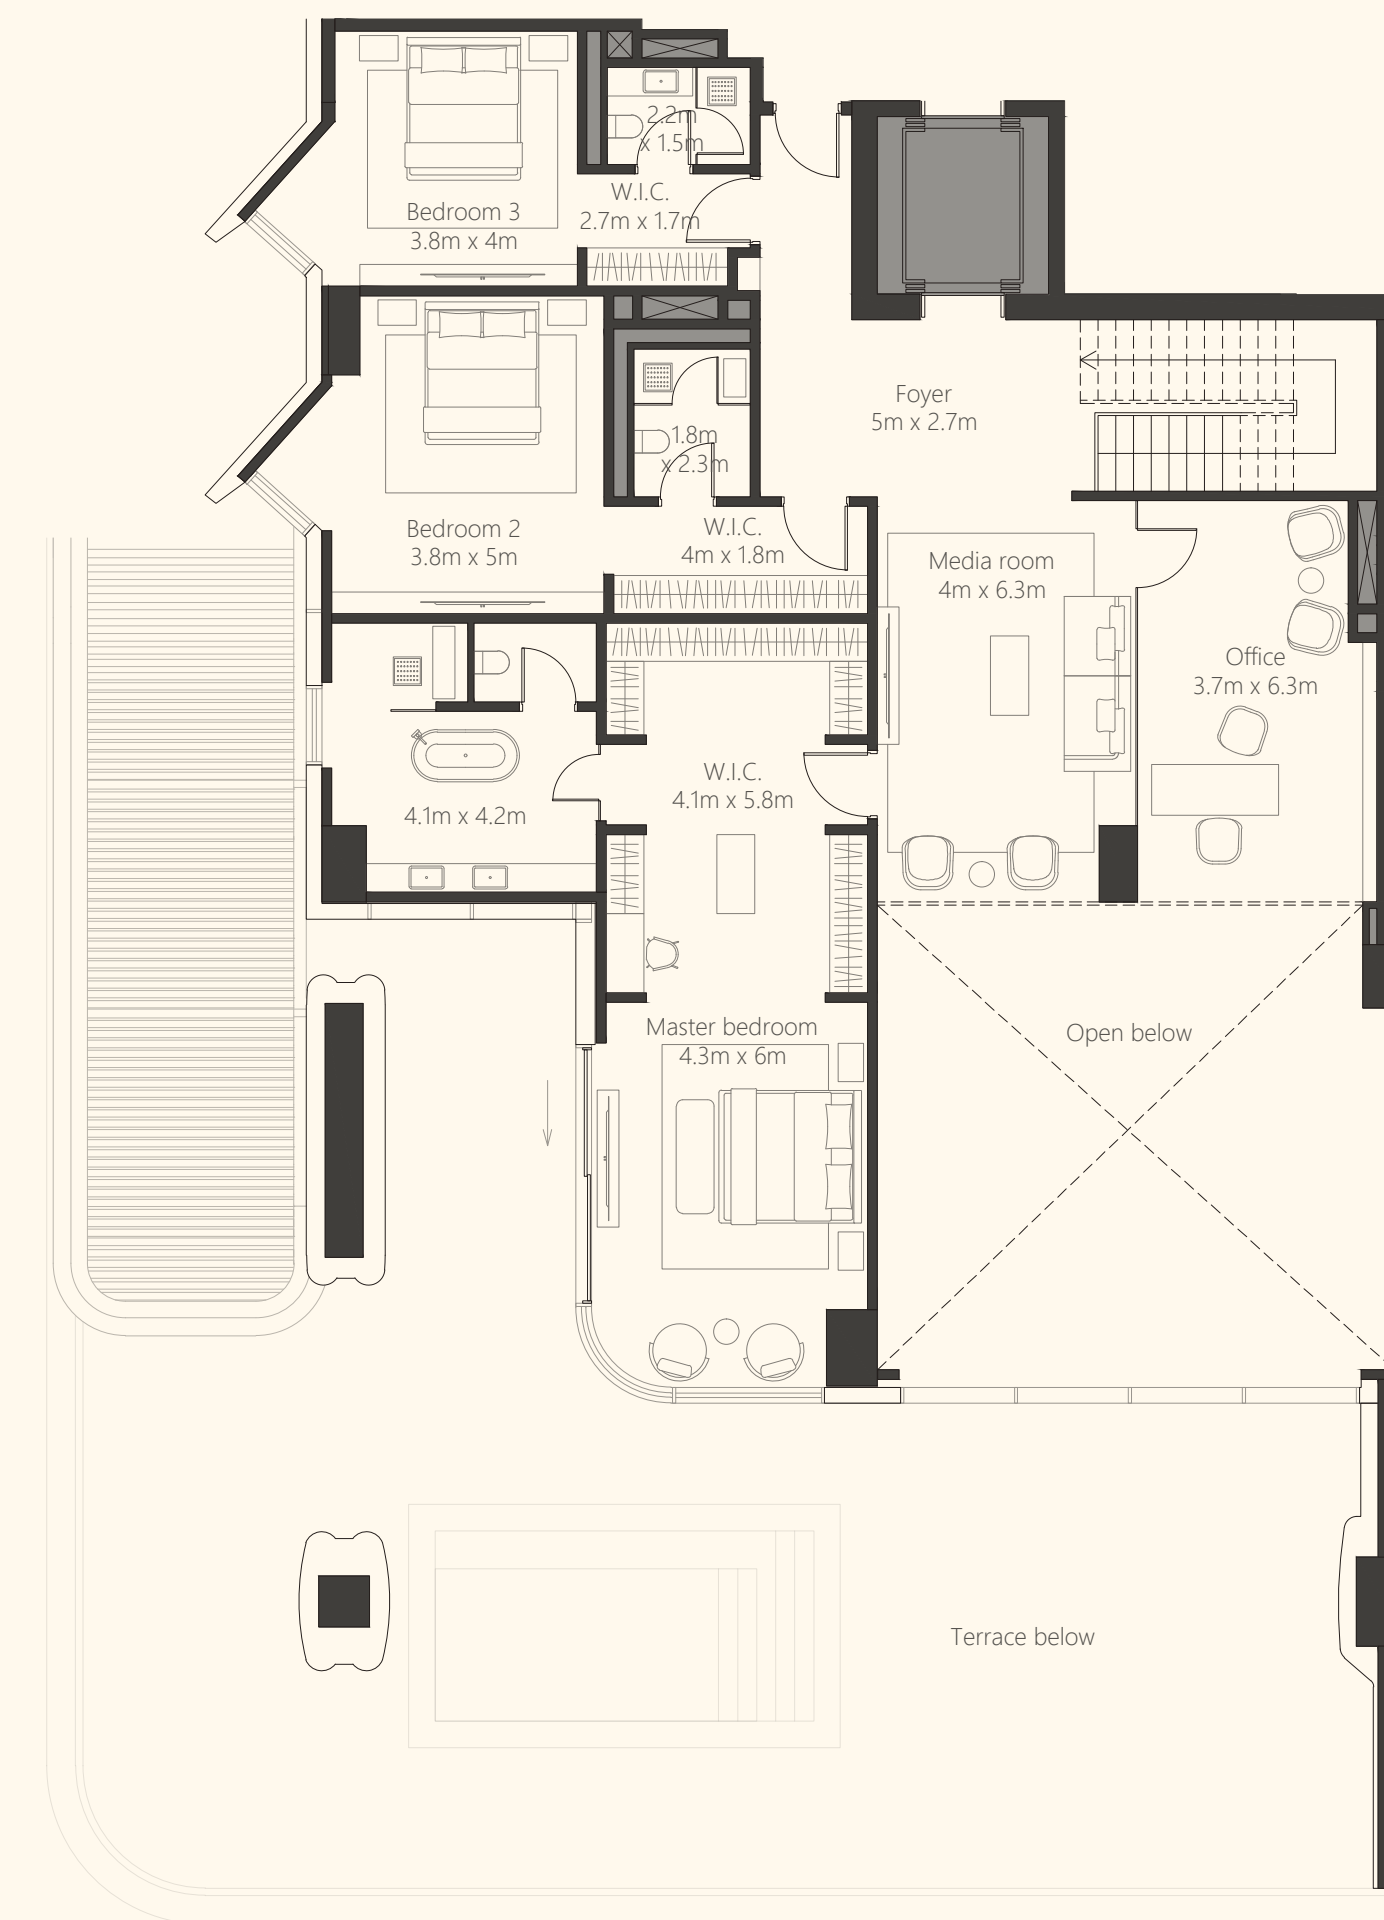 2.2m
x 1.5m
W.I.C.
2.7m x 1.7m
Bedroom 3
3.8m x 4m
Foyer
5m x 2.7m
1.8m
x 2.3m
Bedroom 2
3.8m x 5m
W.I.C.
4m x 1.8m
Media room
4m x 6.3m
Office
3.7m x 6.3m
W.I.C.
4.1m x 5.8m
4.1m x 4.2m
Master bedroom
4.3m x 6m
Open below
Terrace below